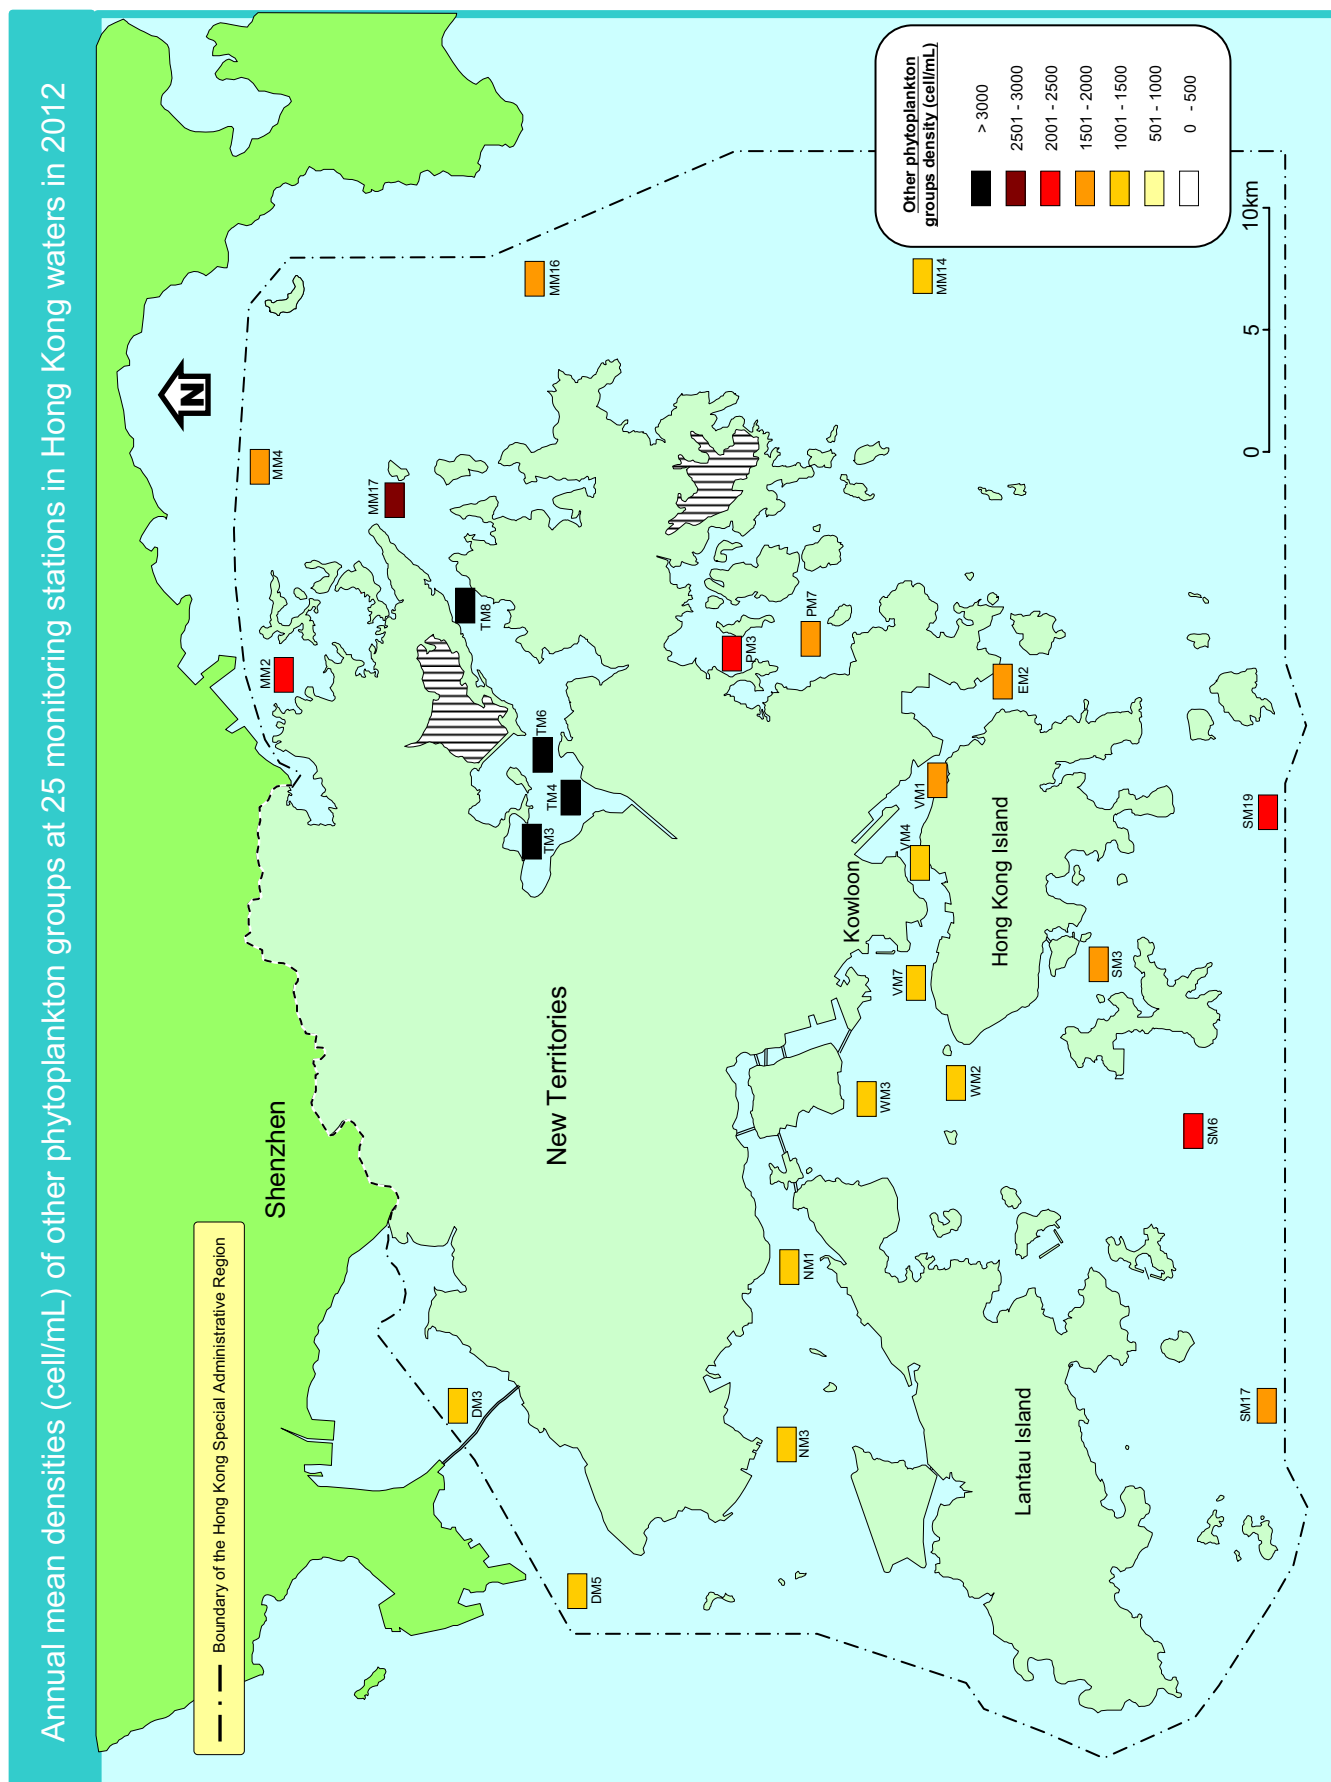 Annual mean densities (cell/mL) of other phytoplankton groups at 25 monitoring stations in Hong Kong waters in 2012
Boundary of the Hong Kong Special Administrative Region
Shenzhen
N
MM2
MM4
MM17
MM16
DM3
TM8
TM6
TM4
TM3
DM5
New Territories
PM3
PM7
NM3
NM1
WM3
Kowloon
VM7
VM4
VM1
MM14
WM2
EM2
Hong Kong Island
Lantau Island
SM3
SM6
SM17
SM19
Other phytoplankton
groups density (cell/mL)
> 3000
2501 - 3000
2001 - 2500
1501 - 2000
1001 - 1500
501 - 1000
0 - 500
0 5 10km